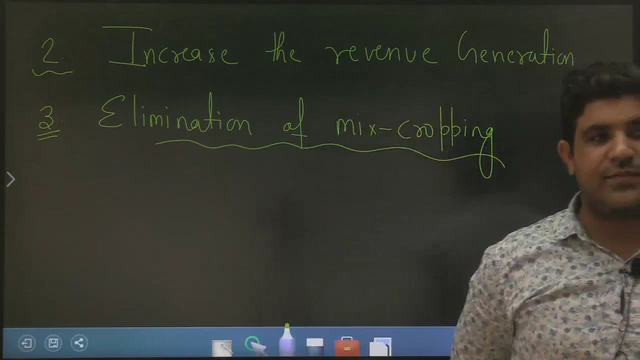 2. Increase the revenue Generation
3. Elimination of mix-cropping